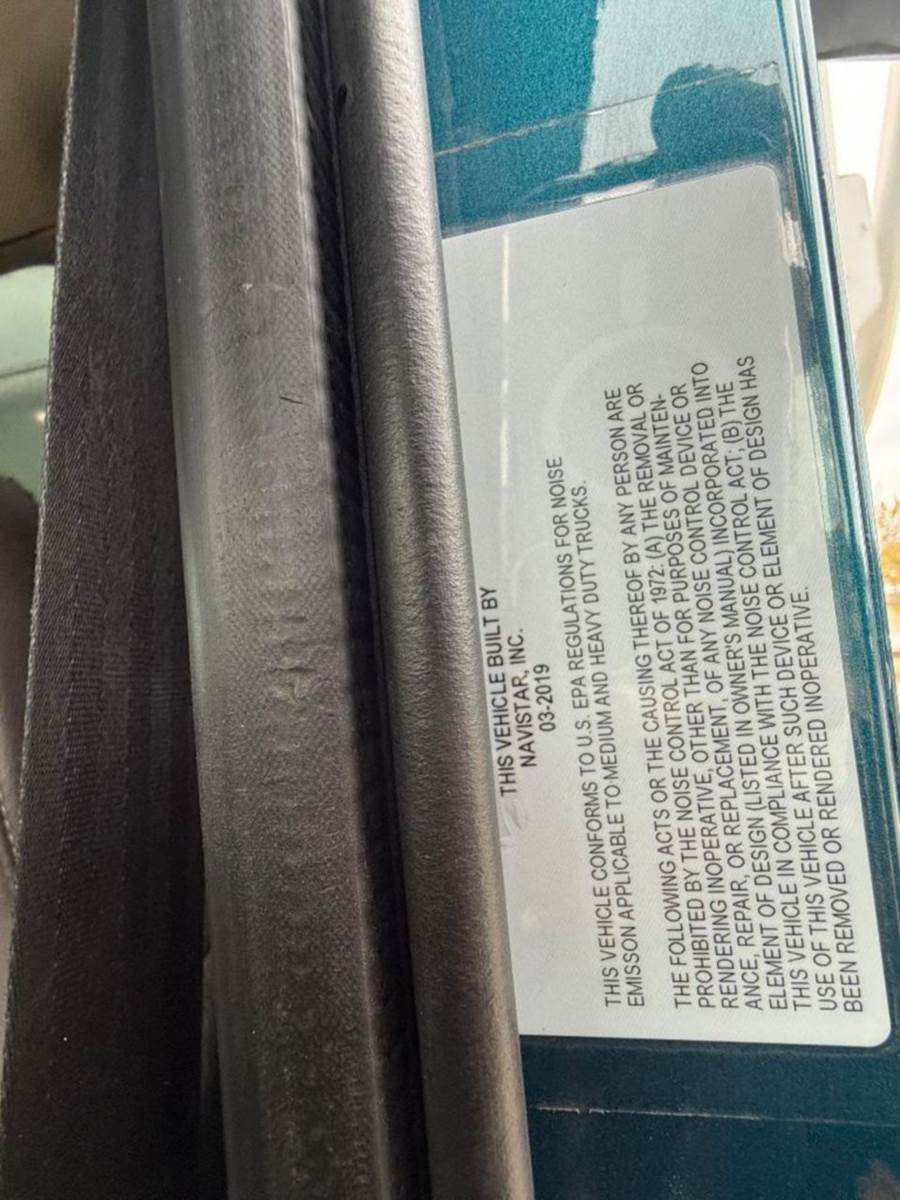 THIS VEHICLE BUILT BY
NAVISTAR, INC.
03-2019
THIS VEHICLE CONFORMS TO U.S. EPA REGULATIONS FOR NOISE
EMISSON APPLICABLE TO MEDIUM AND HEAVY DUTY TRUCKS.
THE FOLLOWING ACTS OR THE CAUSING THEREOF BY ANY PERSON ARE
PROHIBITED BY THE NOISE CONTROL ACT OF 1972: (A) THE REMOVAL OR
RENDERING INOPERATIVE, OTHER THAN FOR PURPOSES OF MAINTEN-
ANCE, REPAIR, OR REPLACEMENT, OF ANY NOISE CONTROL DEVICE OR
ELEMENT OF DESIGN (LISTED IN OWNER'S MANUAL) INCORPORATED INTO
THIS VEHICLE IN COMPLIANCE WITH THE NOISE CONTROL ACT; (B) THE
USE OF THIS VEHICLE AFTER SUCH DEVICE OR ELEMENT OF DESIGN HAS
BEEN REMOVED OR RENDERED INOPERATIVE.